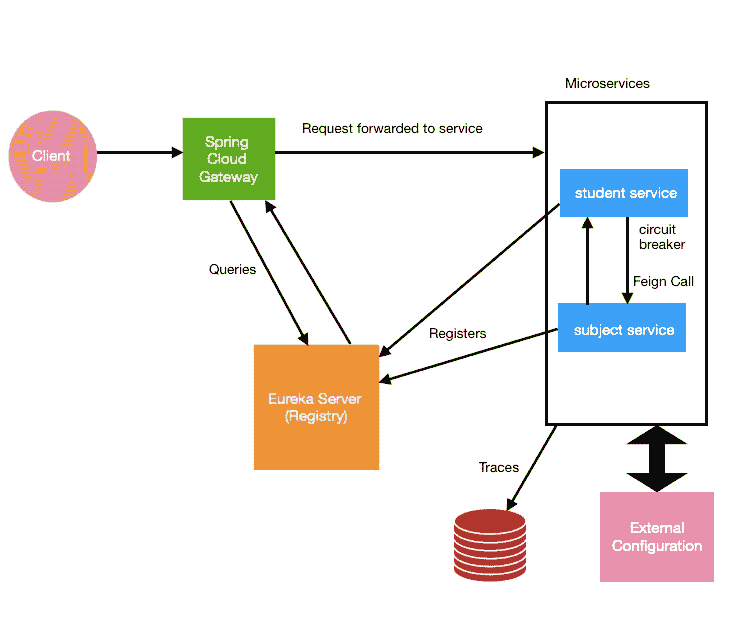 Microservices
Client
Spring
Cloud
Gateway
Request forwarded to service
student service
circuit
breaker
Feign Call
subject service
Queries
Registers
Eureka Server
(Registry)
Traces
External
Configuration